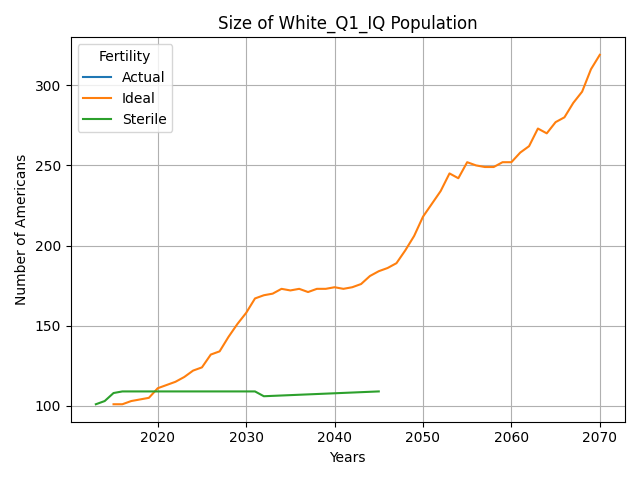 Size of White_Q1_IQ Population
Fertility
Actual
Ideal
Sterile
Number of Americans
300
250
200
150
100
2020 2030 2040 2050 2060 2070
Years